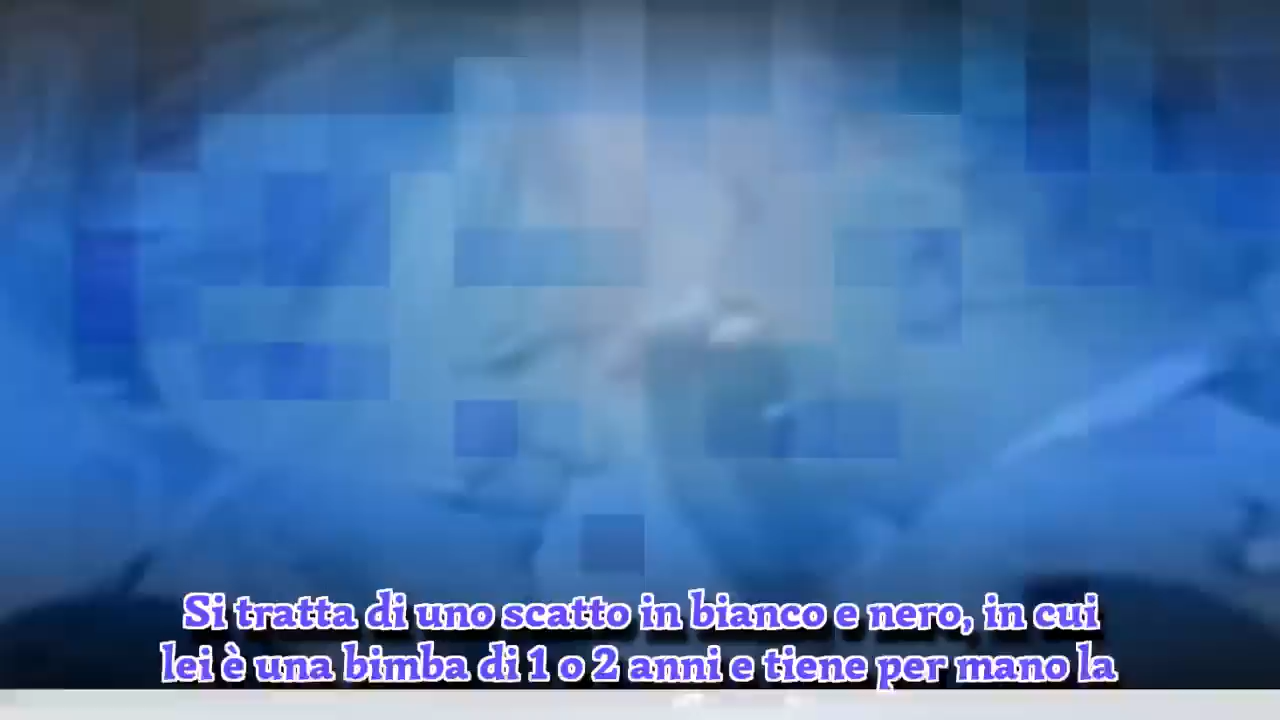 Si tratta di uno scatto in bianco e nero, in cui
lei è una bimba di 1 o 2 anni e tiene per mano la